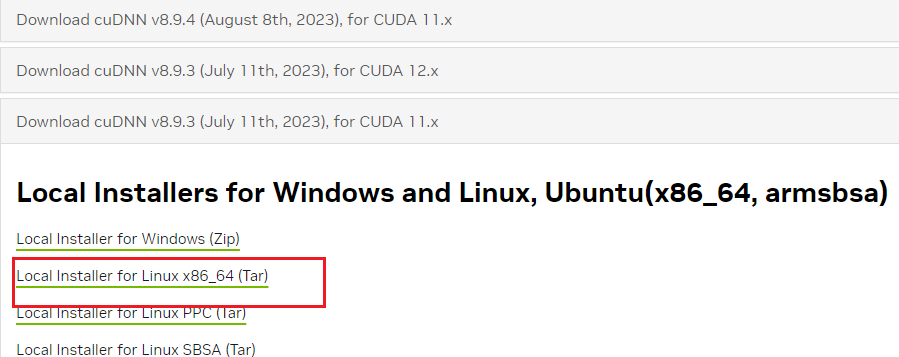 Download cuDNN v8.9.4 (August 8th, 2023), for CUDA 11.x
Download cuDNN v8.9.3 (July 11th, 2023), for CUDA 12.x
Download cuDNN v8.9.3 (July 11th, 2023), for CUDA 11.x
Local Installers for Windows and Linux, Ubuntu(x86_64, armsbsa)
Local Installer for Windows (Zip)
Local Installer for Linux x86_64 (Tar)
Local Installer for Linux PPC (Tar)
Local Installer for Linux SBSA (Tar)